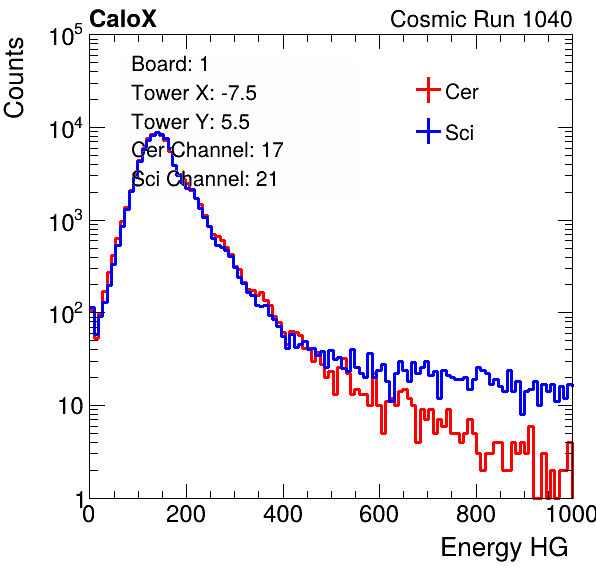 CaloX Cosmic Run 1040
Counts
10^5
10^4
10^3
10^2
10
1
Board: 1
Tower X: -7.5
Tower Y: 5.5
Cer Channel: 17
Sci Channel: 21
Cer
Sci
0 200 400 600 800 1000
Energy HG